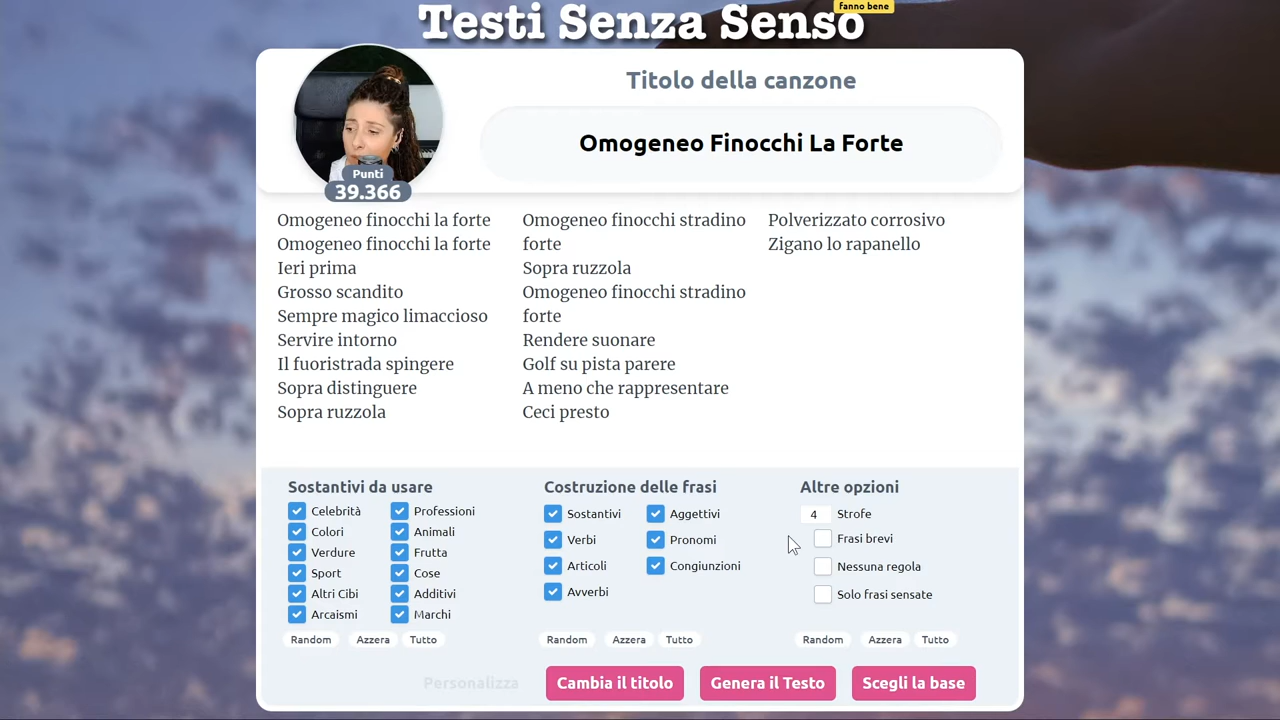 fanno bene
Testi Senza Senso
Titolo della canzone
Omogeneo Finocchi La Forte
Punti
39.366
Omogeneo finocchi la forte
Omogeneo finocchi la forte
Ieri prima
Grosso scandito
Sempre magico limaccioso
Servire intorno
Il fuoristrada spingere
Sopra distinguere
Sopra ruzzola
Omogeneo finocchi stradino
forte
Sopra ruzzola
Omogeneo finocchi stradino
forte
Rendere suonare
Golf su pista parere
A meno che rappresentare
Ceci presto
Polverizzato corrosivo
Zigano lo rapanello
Sostantivi da usare
Celebrità Professioni
Colori Animali
Verdure Frutta
Sport Cose
Altri Cibi Additivi
Arcaismi Marchi
Random Azzera Tutto
Costruzione delle frasi
Sostantivi Aggettivi
Verbi Pronomi
Articoli Congiunzioni
Avverbi
Random Azzera Tutto
Altre opzioni
4 Strofe
Frasi brevi
Nessuna regola
Solo frasi sensate
Random Azzera Tutto
Personalizza Cambia il titolo Genera il Testo Scegli la base